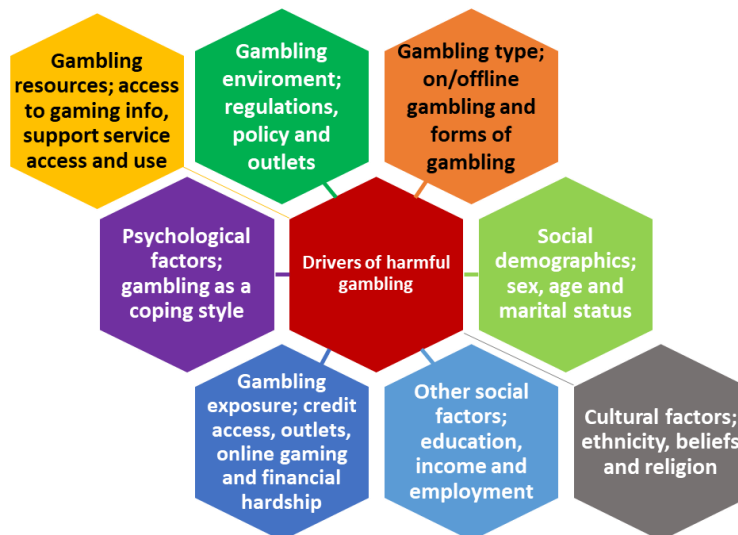 Gambling
resources; access
to gaming info,
support service
access and use
Gambling
enviroment;
regulations,
policy and
outlets
Gambling type;
on/offline
gambling and
forms of
gambling
Psychological
factors;
gambling as a
coping style
Drivers of harmful
gambling
Social
demographics;
sex, age and
marital status
Gambling
exposure; credit
access, outlets,
online gaming
and financial
hardship
Other social
factors;
education,
income and
employment
Cultural factors;
ethnicity, beliefs
and religion